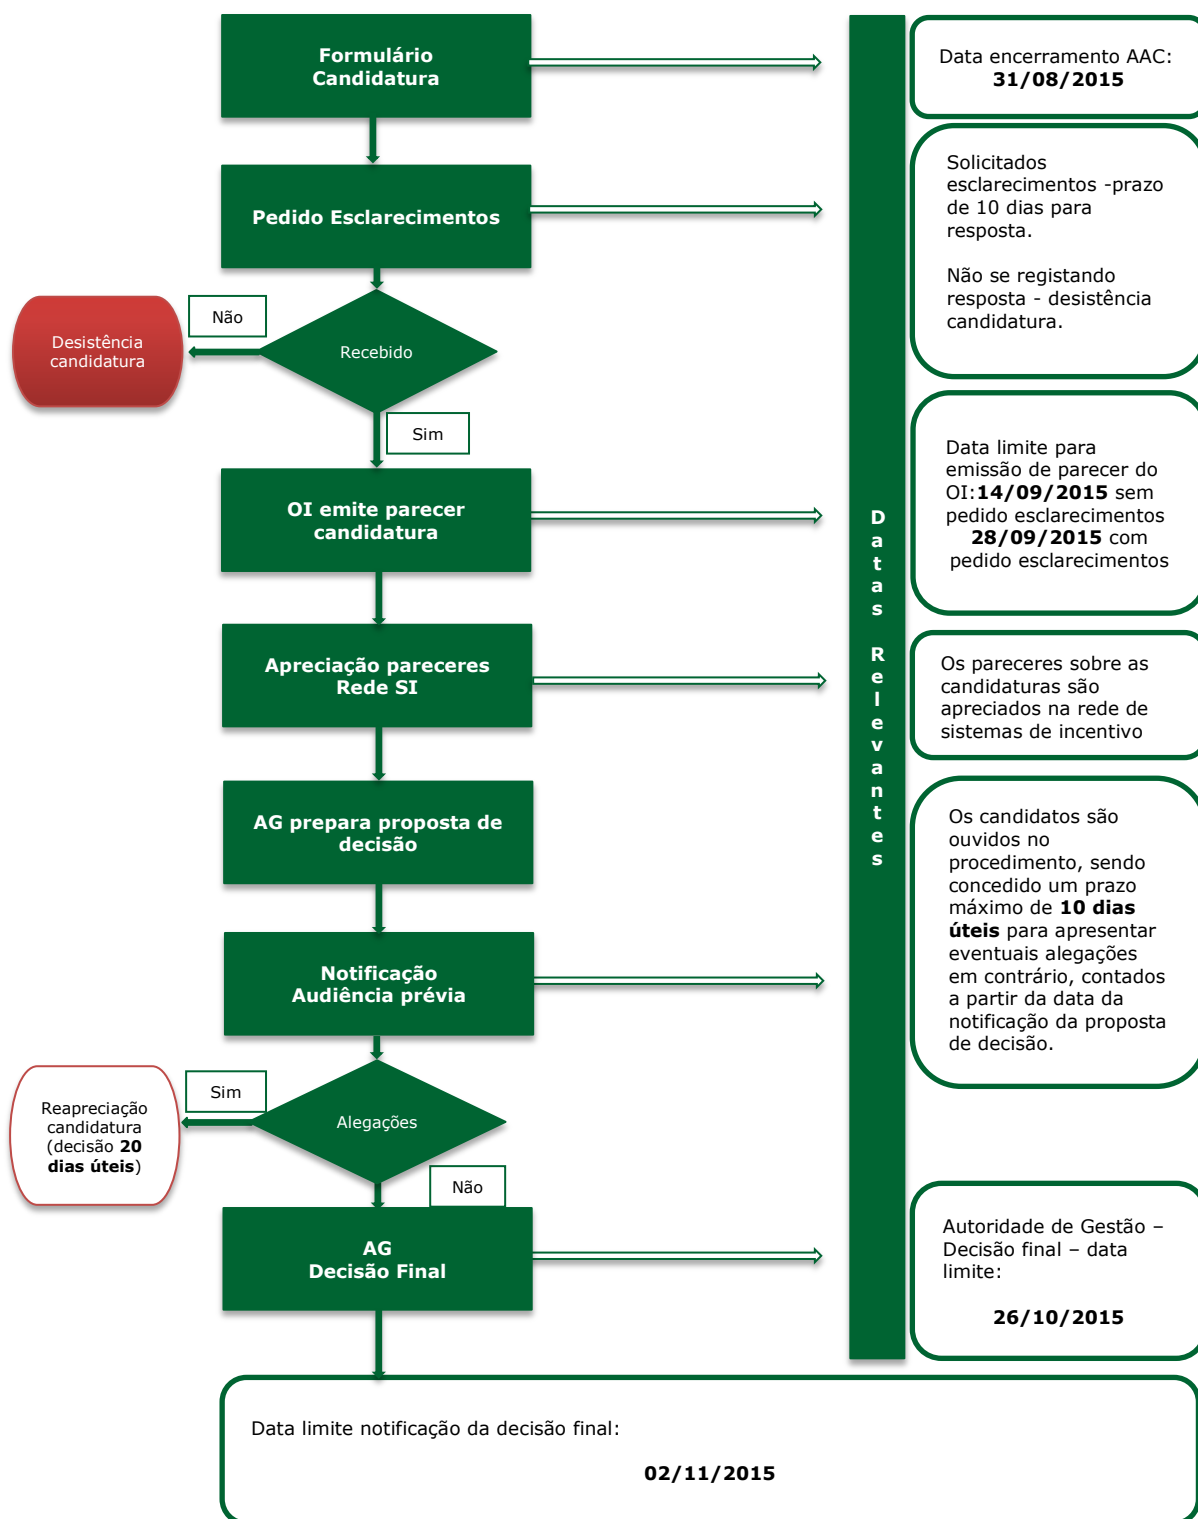 Formulário
Candidatura
Data encerramento AAC:
31/08/2015
Pedido Esclarecimentos
Solicitados
esclarecimentos -prazo
de 10 dias para
resposta.
Não se registando
resposta - desistência
candidatura.
Não
Desistência
candidatura
Recebido
Sim
OI emite parecer
candidatura
Data limite para
emissão de parecer do
OI:14/09/2015 sem
pedido esclarecimentos
28/09/2015 com
pedido esclarecimentos
Datas Relevantes
Apreciação pareceres
Rede SI
Os pareceres sobre as
candidaturas são
apreciados na rede de
sistemas de incentivo
AG prepara proposta de
decisão
Notificação
Audiência prévia
Os candidatos são
ouvidos no
procedimento, sendo
concedido um prazo
máximo de 10 dias
úteis para apresentar
eventuais alegações
em contrário, contados
a partir da data da
notificação da proposta
de decisão.
Sim
Reapreciação
candidatura
(decisão 20
dias úteis)
Alegações
Não
AG
Decisão Final
Autoridade de Gestão –
Decisão final – data
limite:
26/10/2015
Data limite notificação da decisão final:
02/11/2015